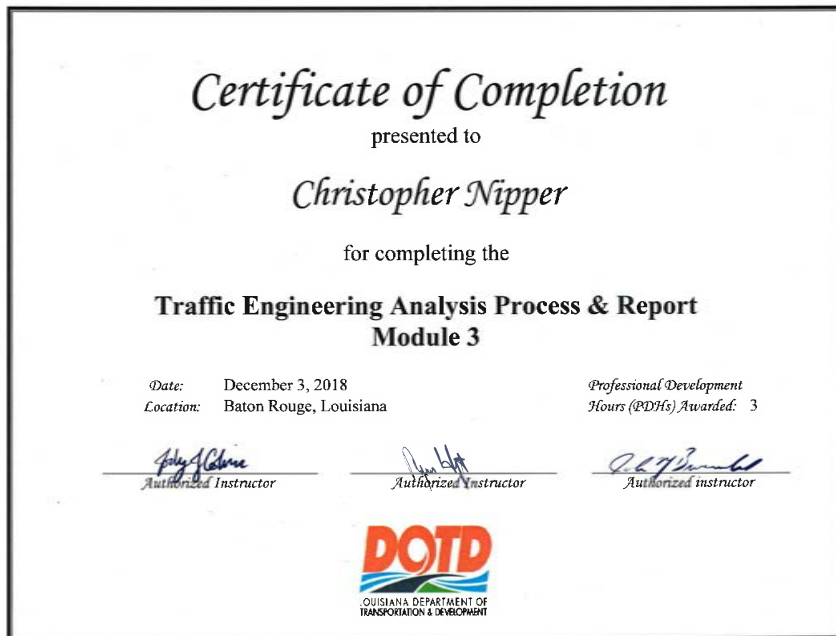 Certificate of Completion
presented to
Christopher Nipper
for completing the
Traffic Engineering Analysis Process & Report
Module 3
Date: December 3, 2018
Location: Baton Rouge, Louisiana
Professional Development
Hours (PDHs) Awarded: 3
Authorized Instructor
Authorized Instructor
Authorized instructor
DOTD
LOUISIANA DEPARTMENT OF
TRANSPORTATION & DEVELOPMENT